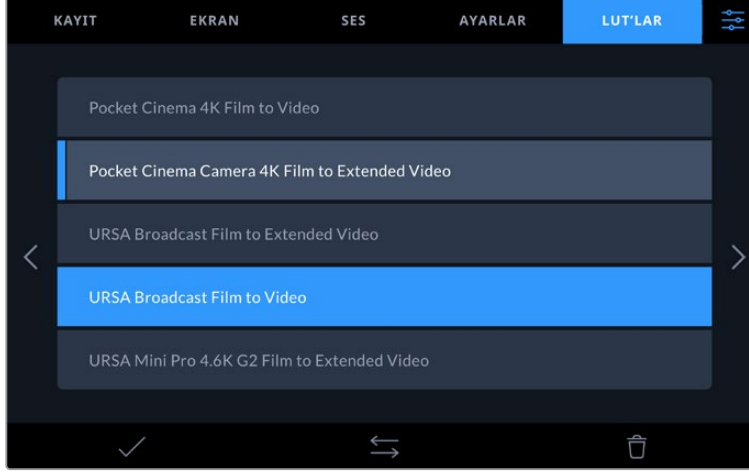 KAYIT EKRAN SES AYARLAR LUT'LAR
Pocket Cinema 4K Film to Video
Pocket Cinema Camera 4K Film to Extended Video
URSA Broadcast Film to Extended Video
URSA Broadcast Film to Video
URSA Mini Pro 4.6K G2 Film to Extended Video